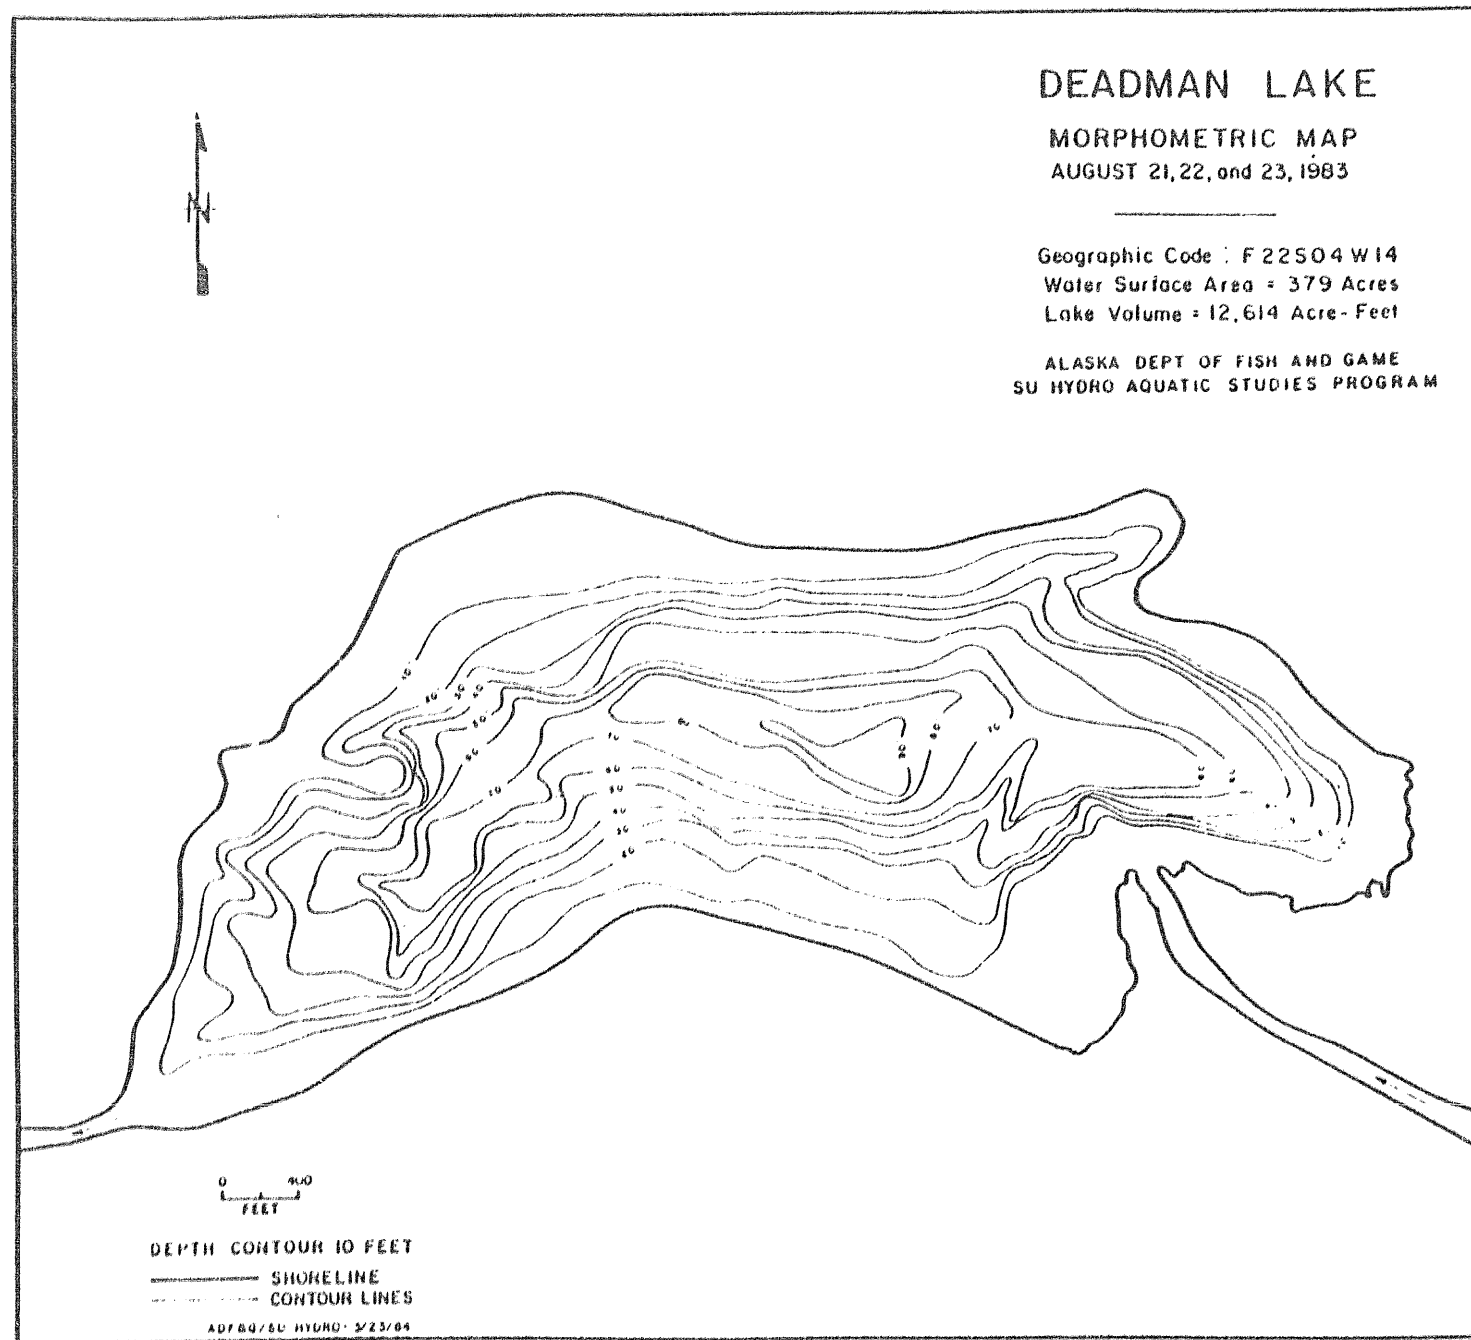 DEADMAN LAKE
MORPHOMETRIC MAP
AUGUST 21, 22, and 23, 1983
Geographic Code : F22S04W14
Water Surface Area = 379 Acres
Lake Volume = 12,614 Acre-Feet
ALASKA DEPT OF FISH AND GAME
SU HYDRO AQUATIC STUDIES PROGRAM
N
0 400
FEET
DEPTH CONTOUR 10 FEET
SHORELINE
CONTOUR LINES